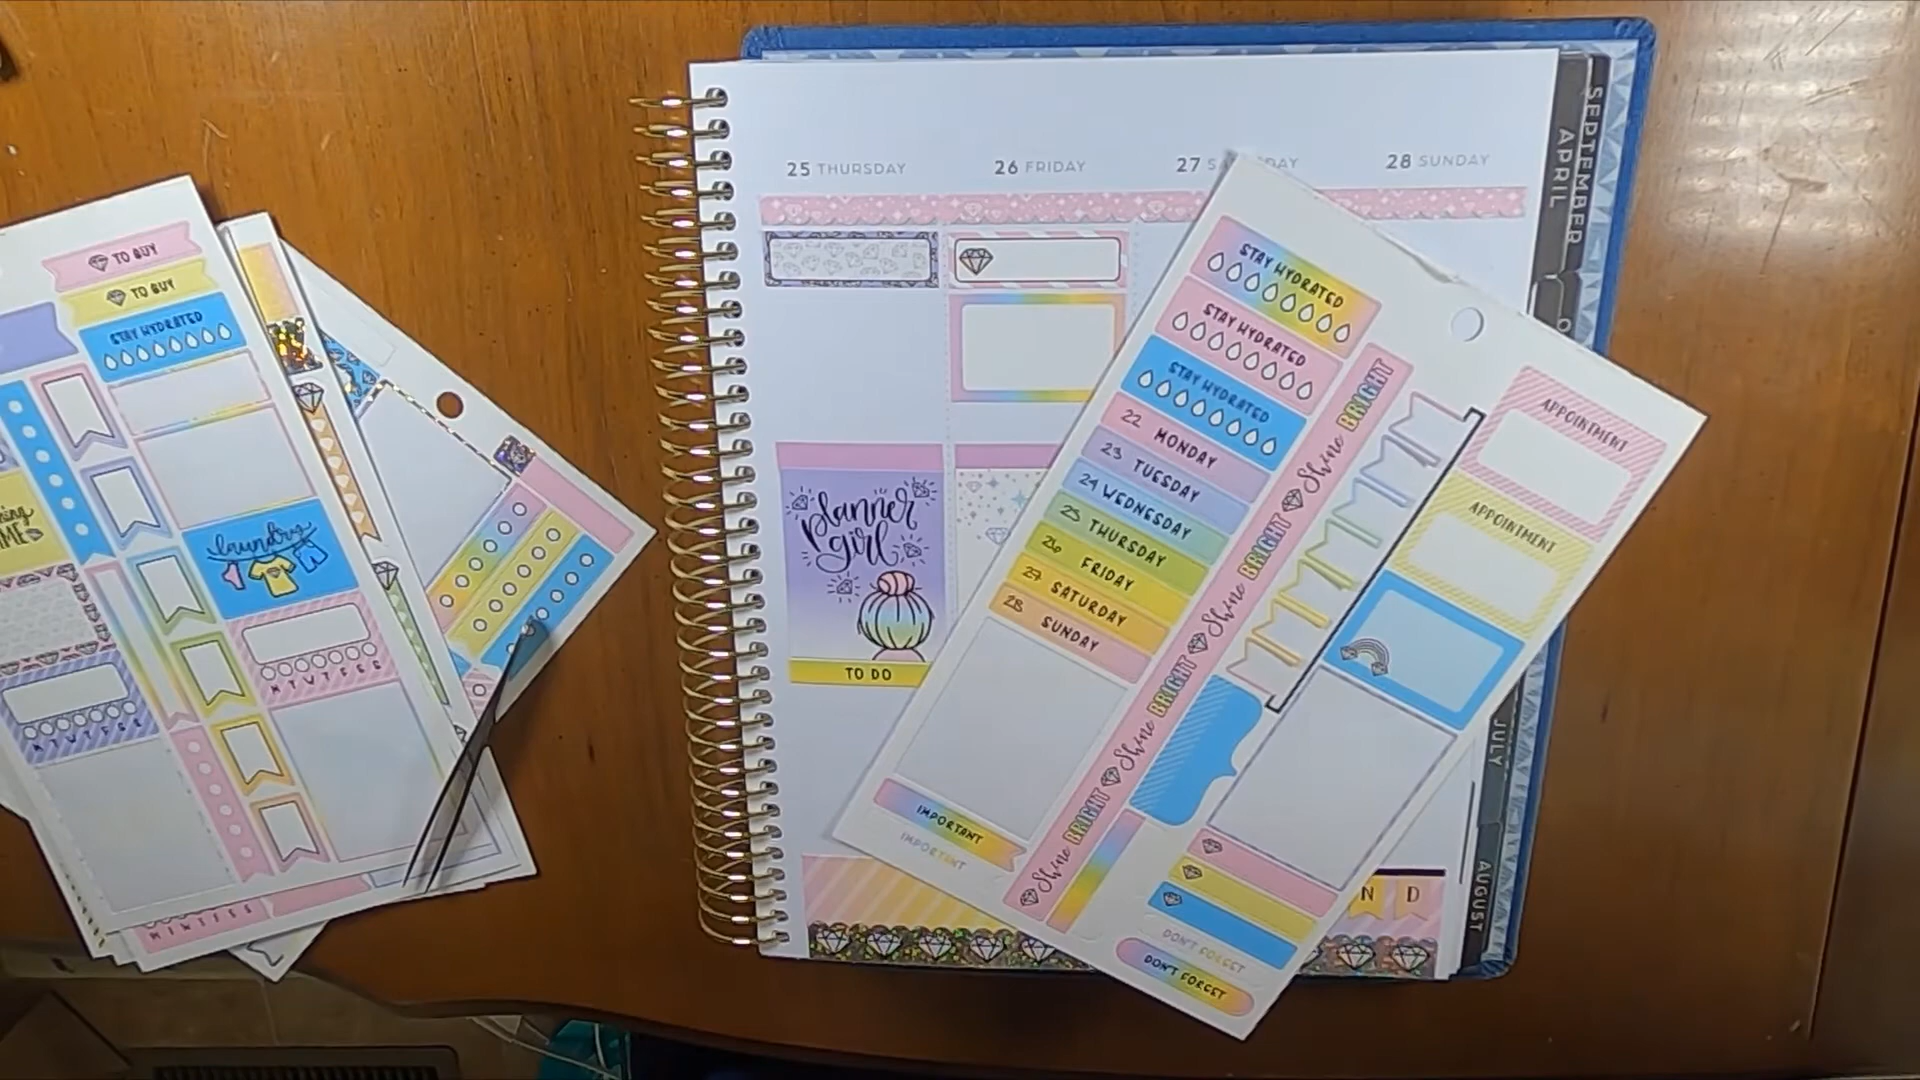 TO BUY
TO BUY
STAY HYDRATED
laundry
M T W T F S S
M T W T F S S
25 THURSDAY
26 FRIDAY
27
28 SUNDAY
SEPTEMBER
APRIL
JULY
AUGUST
planner
girl
TO DO
N D
STAY HYDRATED
STAY HYDRATED
STAY HYDRATED
22 MONDAY
23 TUESDAY
24 WEDNESDAY
25 THURSDAY
26 FRIDAY
27 SATURDAY
28 SUNDAY
IMPORTANT
IMPORTANT
Shine BRIGHT Shine BRIGHT Shine BRIGHT Shine BRIGHT Shine BRIGHT
APPOINTMENT
APPOINTMENT
DON'T FORGET
DON'T FORGET